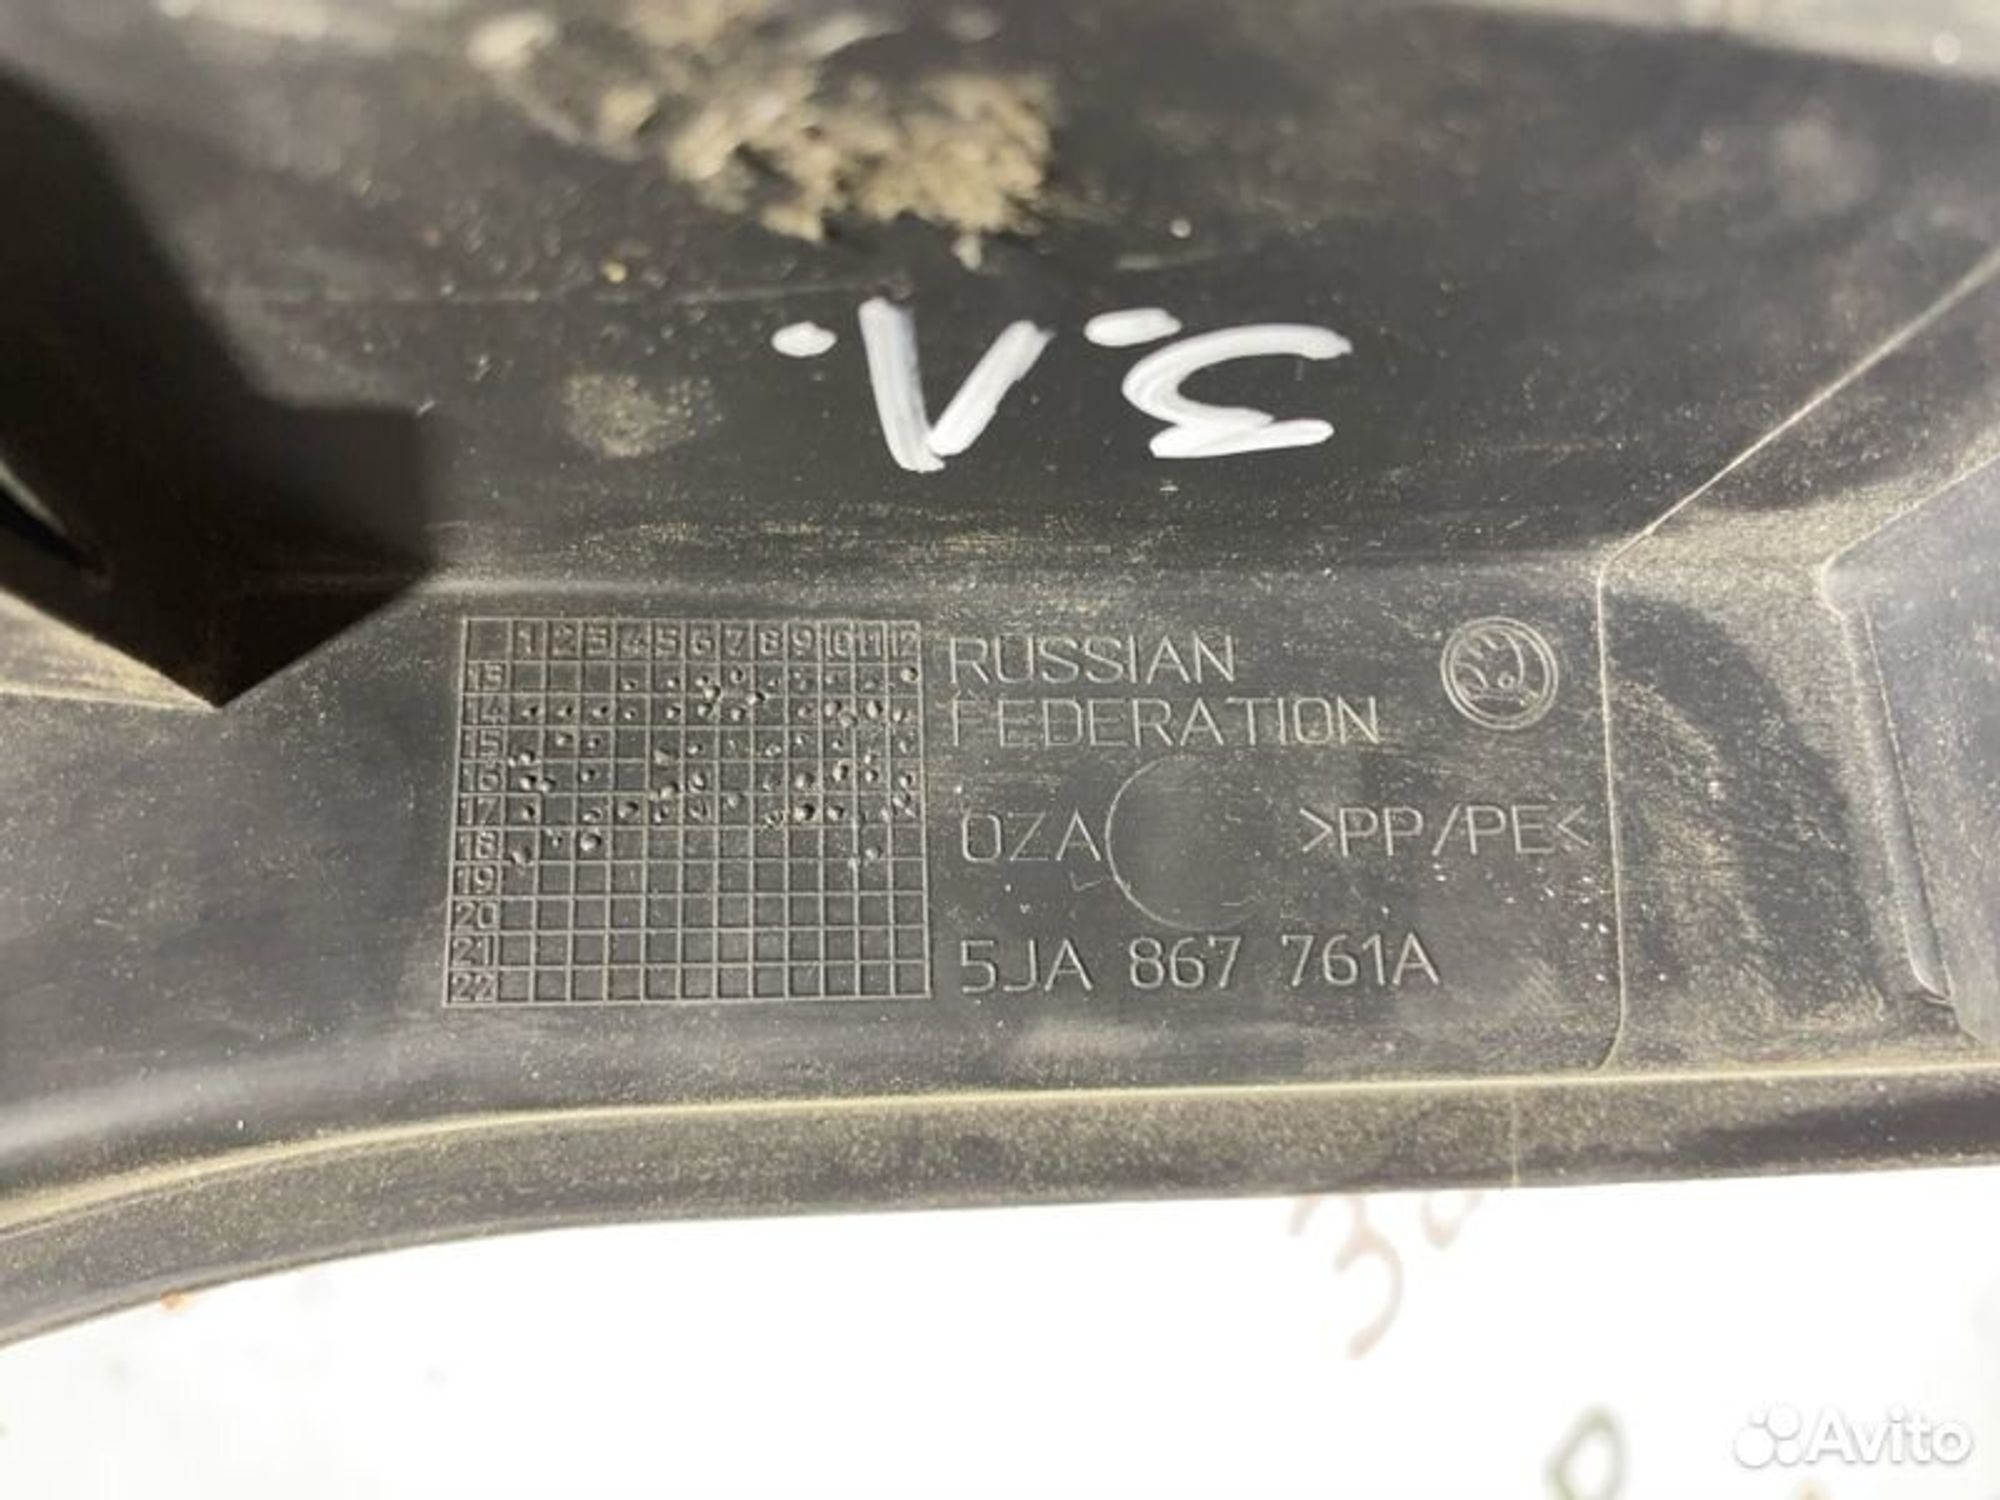 З.Л.
1 2 3 4 5 6 7 8 9 10 11 12
13
14
15
16
17
18
19
20
21
22
RUSSIAN
FEDERATION
OZA >PP/PE<
5JA 867 761A
Avito